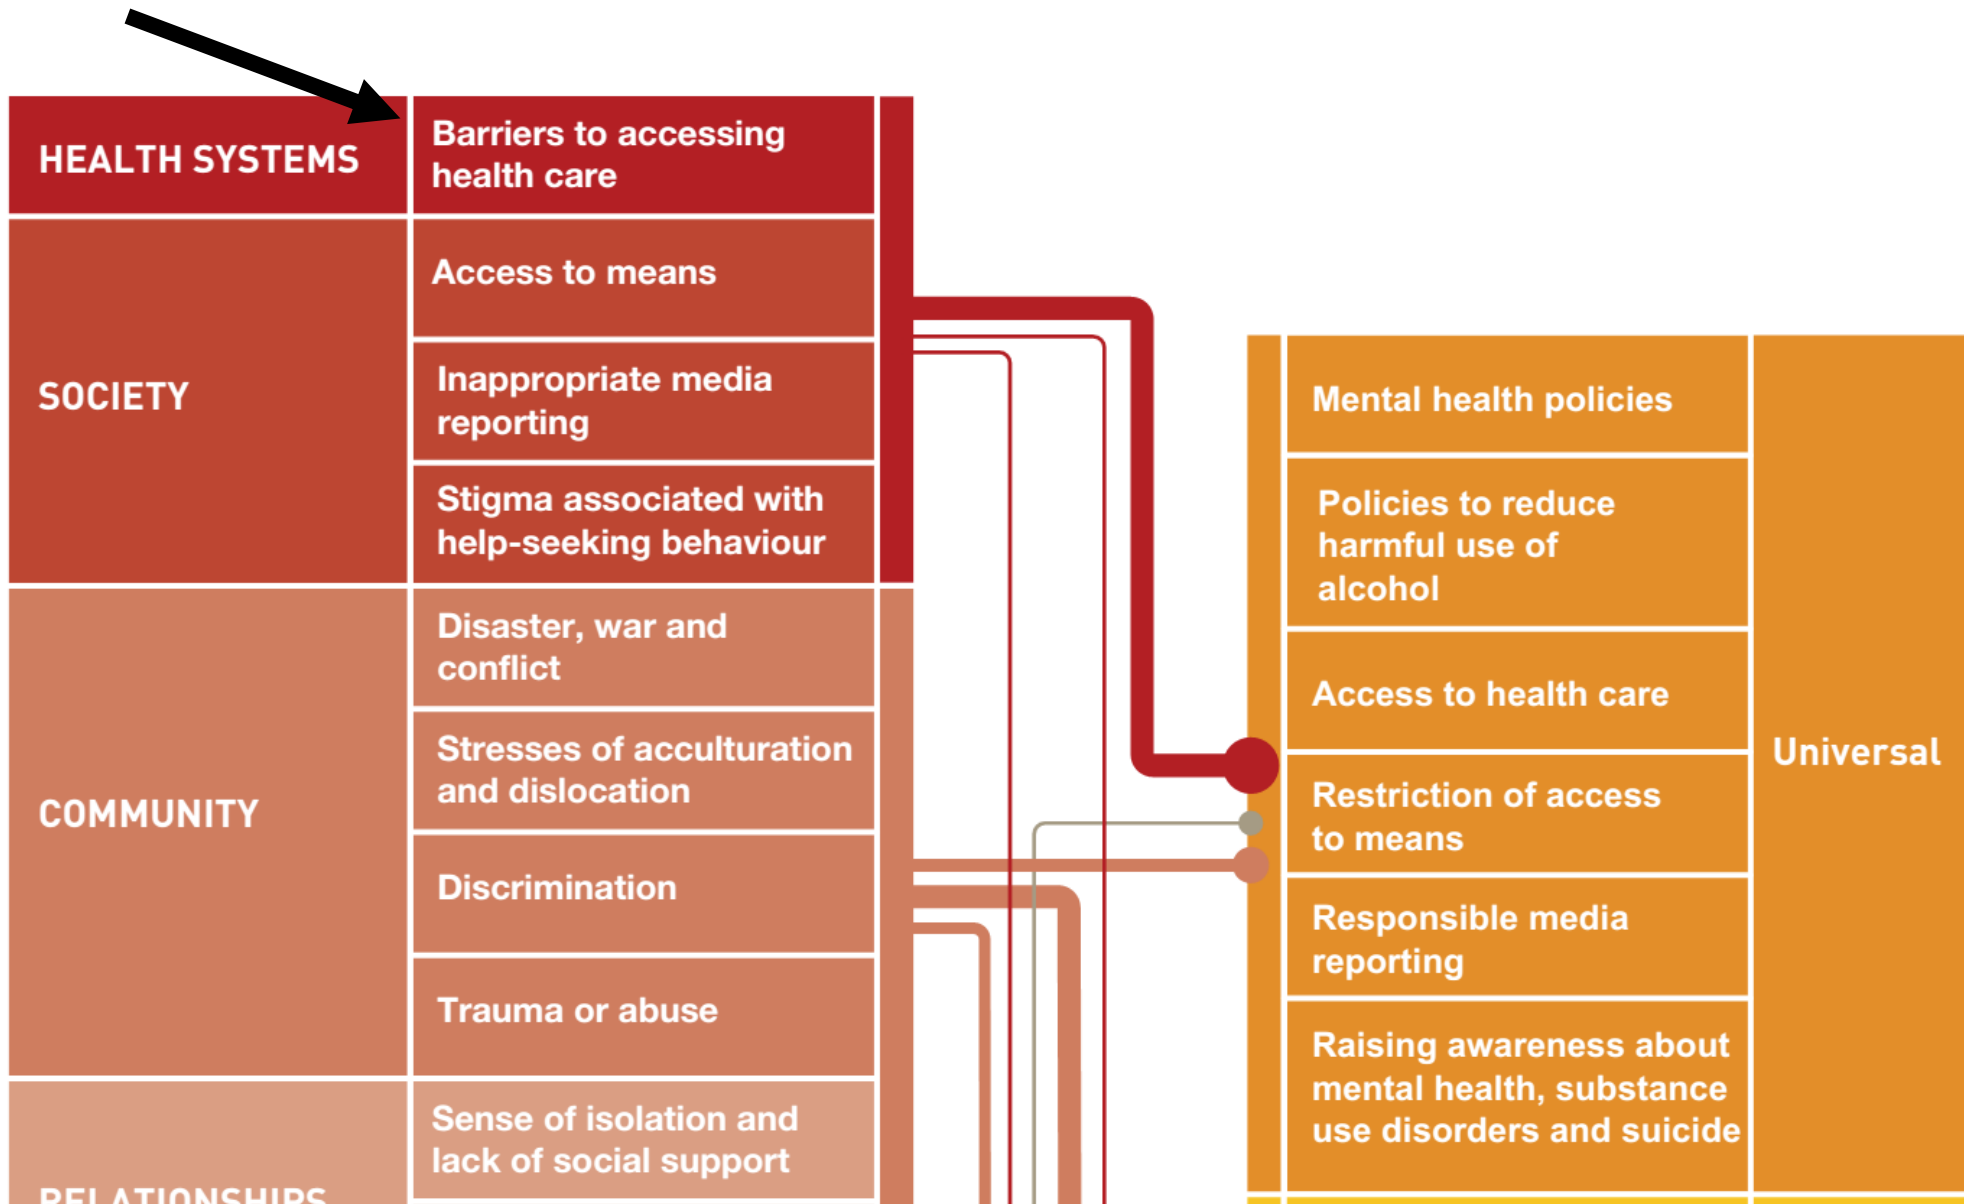 HEALTH SYSTEMS
Barriers to accessing
health care
SOCIETY
Access to means
Inappropriate media
reporting
Stigma associated with
help-seeking behaviour
COMMUNITY
Disaster, war and
conflict
Stresses of acculturation
and dislocation
Discrimination
Trauma or abuse
RELATIONSHIPS
Sense of isolation and
lack of social support
Mental health policies
Policies to reduce
harmful use of
alcohol
Access to health care
Restriction of access
to means
Responsible media
reporting
Raising awareness about
mental health, substance
use disorders and suicide
Universal